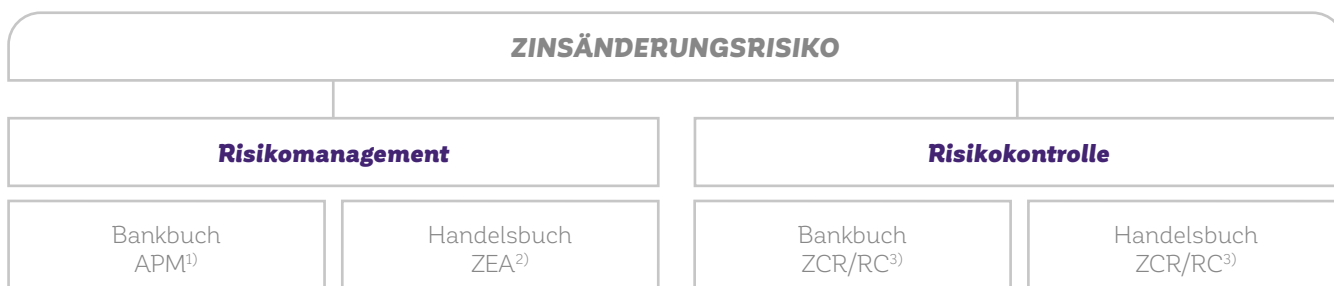 ZINSÄNDERUNGSRISIKO
Risikomanagement
Risikokontrolle
Bankbuch
APM1)
Handelsbuch
ZEA2)
Bankbuch
ZCR/RC3)
Handelsbuch
ZCR/RC3)